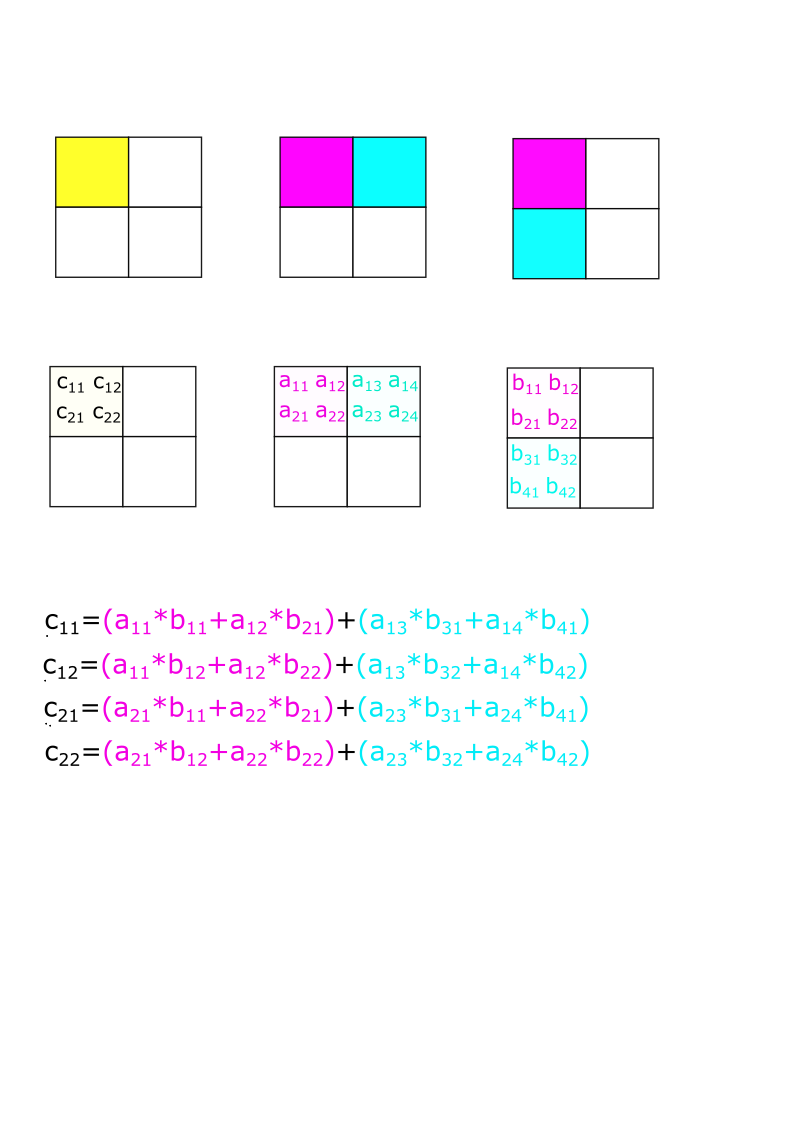 c₁₁ c₁₂ a₁₁ a₁₂ a₁₃ a₁₄ b₁₁ b₁₂
c₂₁ c₂₂ a₂₁ a₂₂ a₂₃ a₂₄ b₂₁ b₂₂
b₃₁ b₃₂
b₄₁ b₄₂
c₁₁=(a₁₁*b₁₁+a₁₂*b₂₁)+(a₁₃*b₃₁+a₁₄*b₄₁)
c₁₂=(a₁₁*b₁₂+a₁₂*b₂₂)+(a₁₃*b₃₂+a₁₄*b₄₂)
c₂₁=(a₂₁*b₁₁+a₂₂*b₂₁)+(a₂₃*b₃₁+a₂₄*b₄₁)
c₂₂=(a₂₁*b₁₂+a₂₂*b₂₂)+(a₂₃*b₃₂+a₂₄*b₄₂)